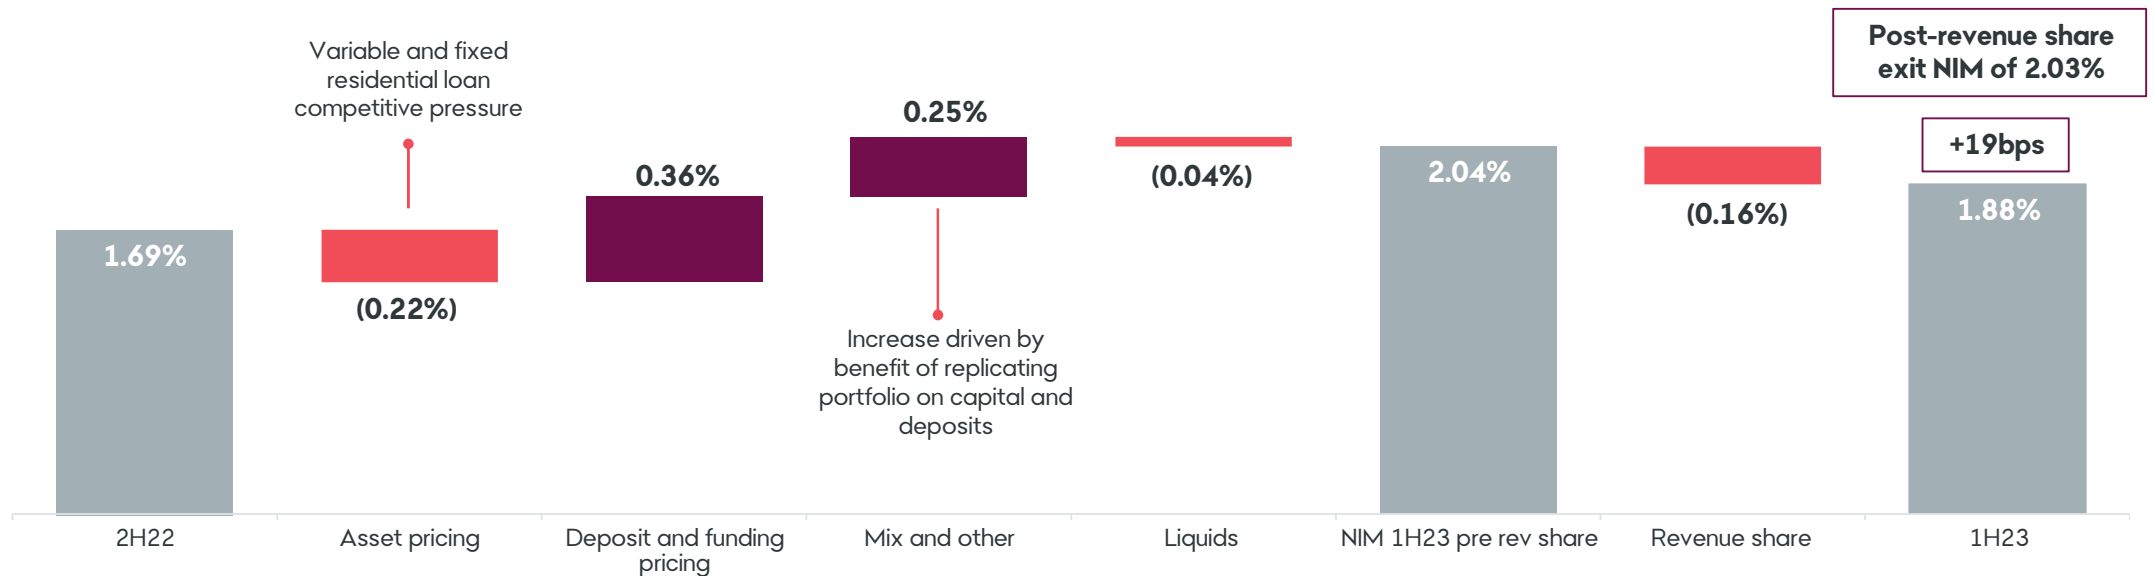 Post-revenue share
exit NIM of 2.03%
+19bps
Variable and fixed
residential loan
competitive pressure
1.69%
(0.22%)
0.36%
0.25%
(0.04%)
2.04%
(0.16%)
1.88%
Increase driven by
benefit of replicating
portfolio on capital and
deposits
2H22
Asset pricing
Deposit and funding
pricing
Mix and other
Liquids
NIM 1H23 pre rev share
Revenue share
1H23